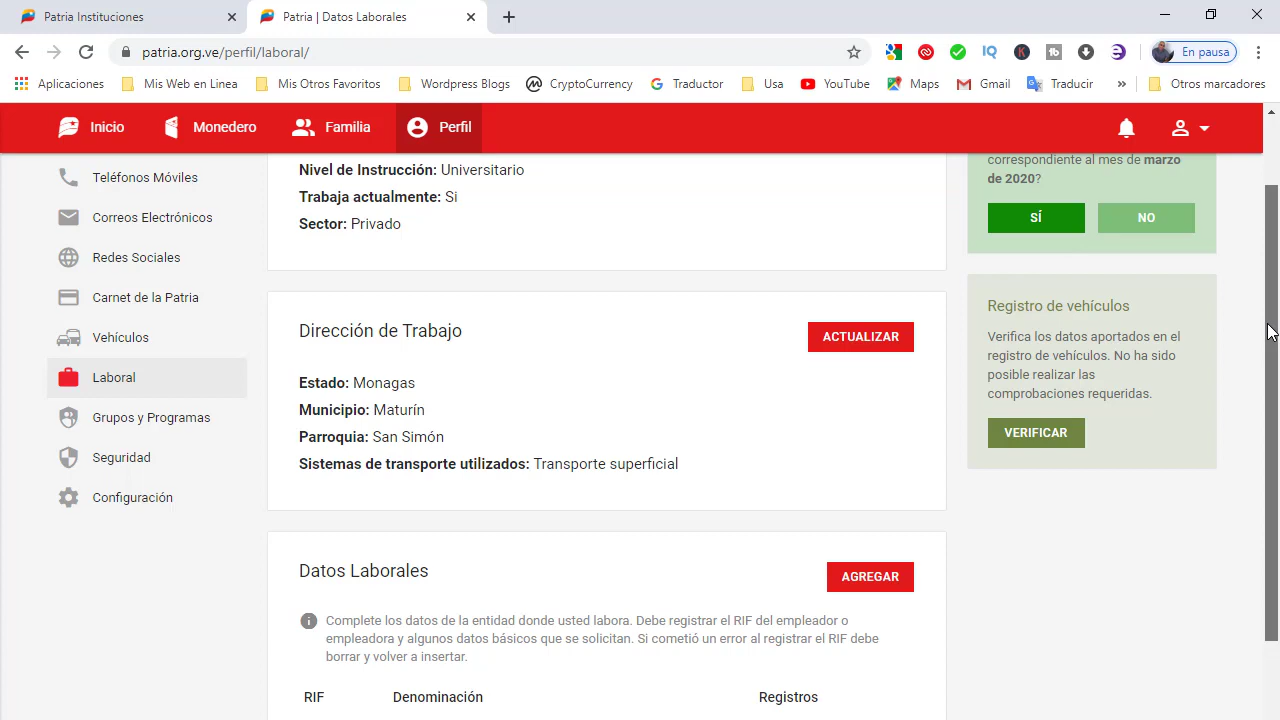 Patria Instituciones
Patria | Datos Laborales
patria.org.ve/perfil/laboral/
En pausa
Aplicaciones
Mis Web en Linea
Mis Otros Favoritos
Wordpress Blogs
CryptoCurrency
Traductor
Usa
YouTube
Maps
Gmail
Traducir
»
Otros marcadores
Inicio
Monedero
Familia
Perfil
Teléfonos Móviles
Correos Electrónicos
Redes Sociales
Carnet de la Patria
Vehículos
Laboral
Grupos y Programas
Seguridad
Configuración
Nivel de Instrucción: Universitario
Trabaja actualmente: Si
Sector: Privado
Dirección de Trabajo
ACTUALIZAR
Estado: Monagas
Municipio: Maturín
Parroquia: San Simón
Sistemas de transporte utilizados: Transporte superficial
Datos Laborales
AGREGAR
Complete los datos de la entidad donde usted labora. Debe registrar el RIF del empleador o
empleadora y algunos datos básicos que se solicitan. Si cometió un error al registrar el RIF debe
borrar y volver a insertar.
RIF Denominación Registros
correspondiente al mes de marzo
de 2020?
SÍ
NO
Registro de vehículos
Verifica los datos aportados en el
registro de vehículos. No ha sido
posible realizar las
comprobaciones requeridas.
VERIFICAR